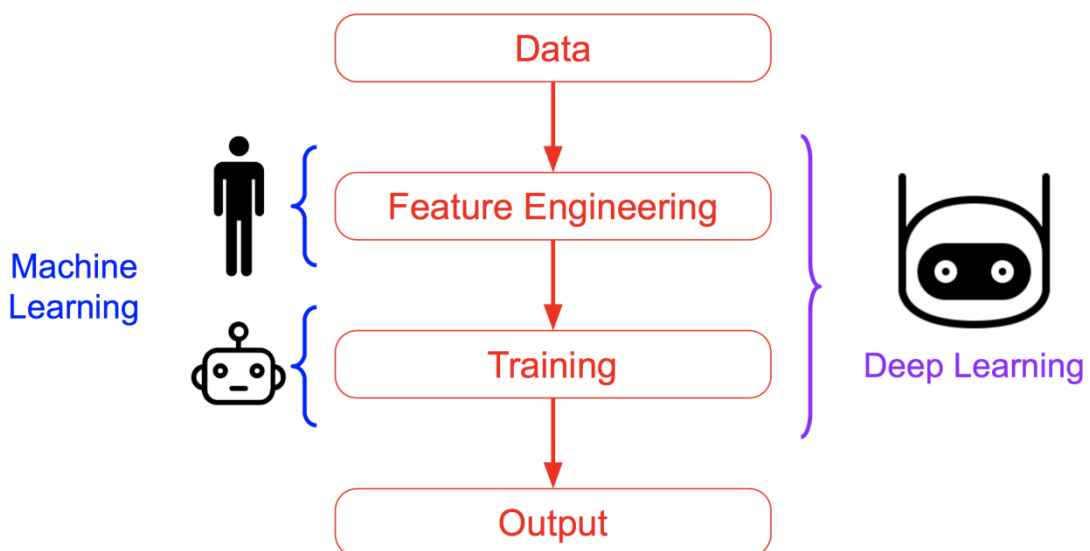 Data
Feature Engineering
Machine
Learning
Training
Deep Learning
Output